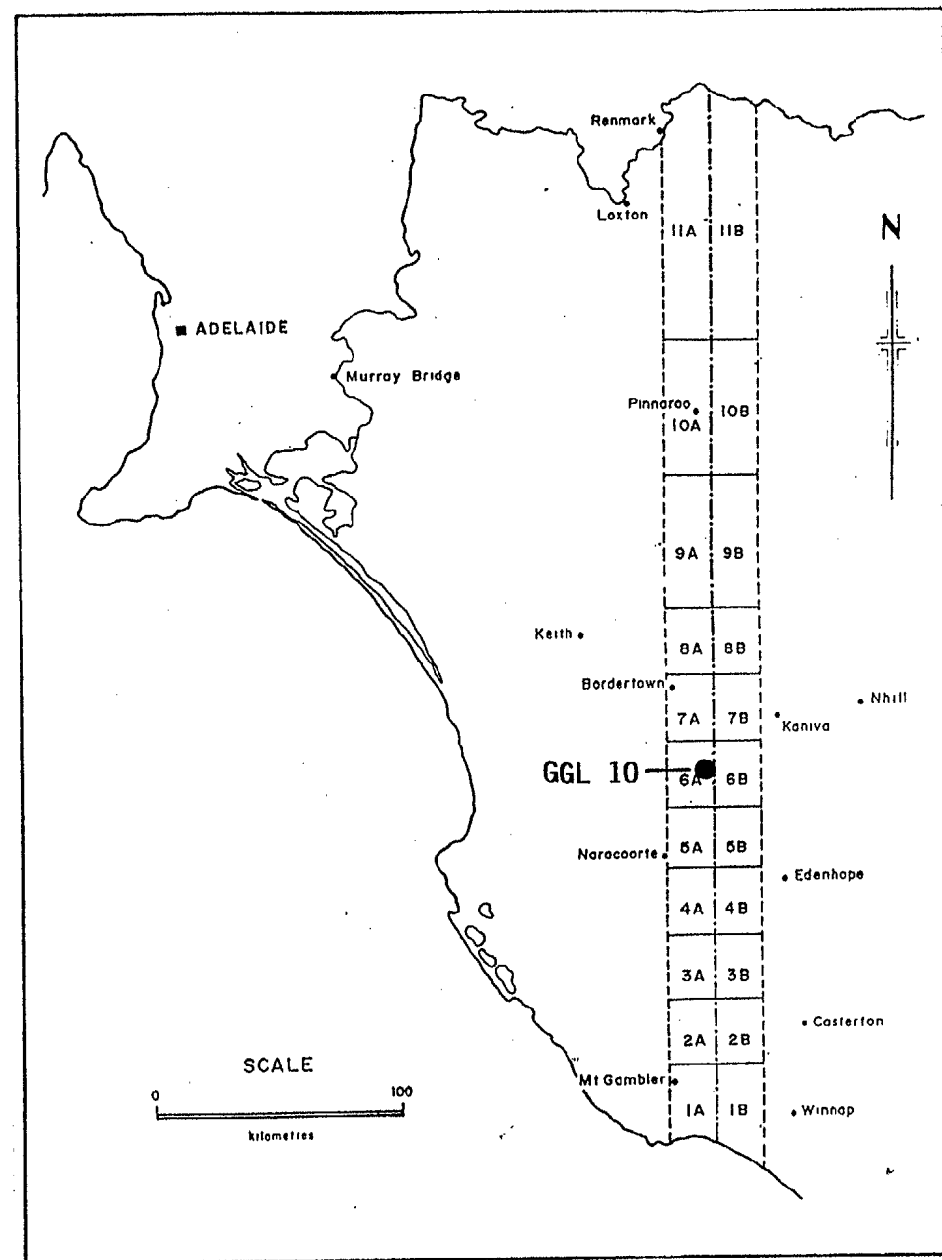 Renmark
Loxton
11A 11B
N
ADELAIDE
Murray Bridge
Pinnaroo
10A 10B
9A 9B
Keith
8A 8B
Bordertown
Nhill
7A 7B
Kaniva
GGL 10
6A 6B
5A 5B
Naracoorte
Edenhope
4A 4B
3A 3B
Casterton
2A 2B
SCALE
Mt Gambier
0 100
1A 1B
Winnap
kilometres